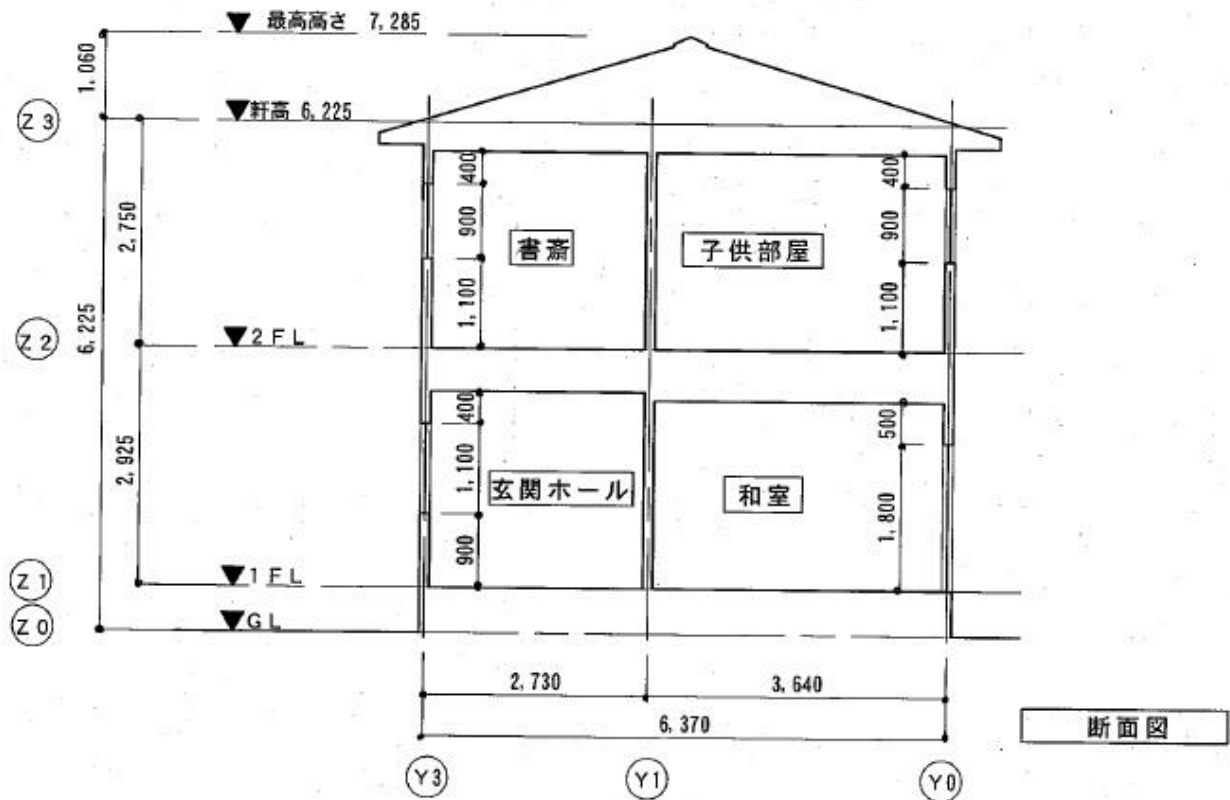 最高高さ 7,285
1,060
Z3
軒高 6,225
400
400
2,750
900
900
書斎
子供部屋
1,100
1,100
6,225
Z2
2FL
400
500
2,925
1,100
玄関ホール
和室
1,800
900
Z1
1FL
Z0
GL
2,730
3,640
6,370
断面図
Y3
Y1
Y0